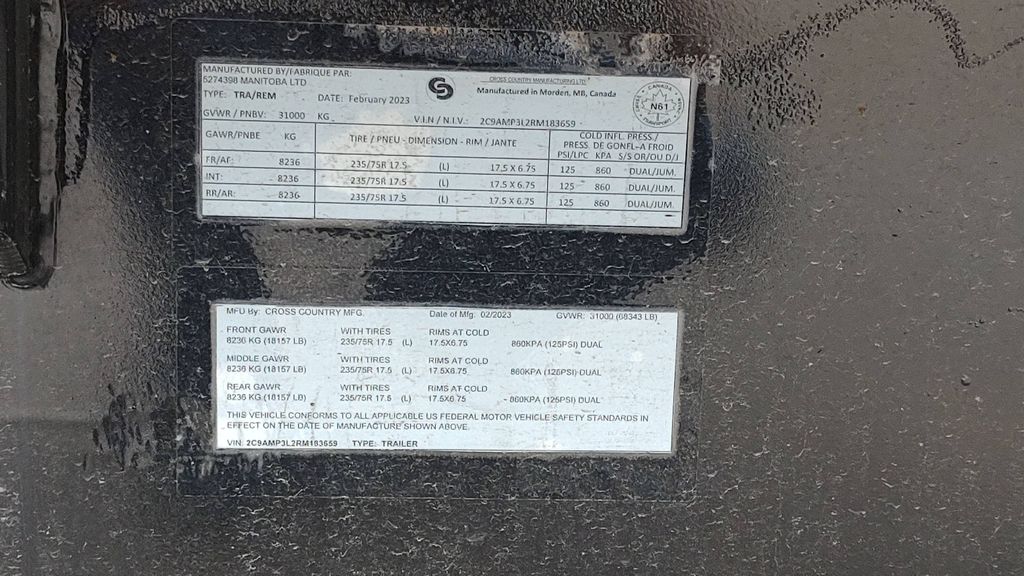 MANUFACTURED BY/FABRIQUE PAR:
5274398 MANITOBA LTD
TYPE: TRA/REM DATE: February 2023
CROSS COUNTRY MANUFACTURING LTD
Manufactured in Morden, MB, Canada
CANADA
N61
TRANSPORT
GVWR / PNBV: 31000 KG V.I.N / N.I.V.: 2C9AMP3L2RM183659
GAWR/PNBE KG TIRE / PNEU - DIMENSION - RIM / JANTE COLD INFL. PRESS./
PRESS. DE GONFL-A FROID
PSI/LPC KPA S/S OR/OU D/J
FR/AF: 8236 235/75R 17.5 (L) 17.5 X 6.75 125 860 DUAL/JUM.
INT: 8236 235/75R 17.5 (L) 17.5 X 6.75 125 860 DUAL/JUM.
RR/AR: 8236 235/75R 17.5 (L) 17.5 X 6.75 125 860 DUAL/JUM.
MFD By: CROSS COUNTRY MFG. Date of Mfg. 02/2023 GVWR: 31000 (68343 LB)
FRONT GAWR WITH TIRES RIMS AT COLD
8236 KG (18157 LB) 235/75R 17.5 (L) 17.5X6.75 860KPA (125PSI) DUAL
MIDDLE GAWR WITH TIRES RIMS AT COLD
8236 KG (18157 LB) 235/75R 17.5 (L) 17.5X6.75 860KPA (125PSI) DUAL
REAR GAWR WITH TIRES RIMS AT COLD
8236 KG (18157 LB) 235/75R 17.5 (L) 17.5X6.75 860KPA (125PSI) DUAL
THIS VEHICLE CONFORMS TO ALL APPLICABLE US FEDERAL MOTOR VEHICLE SAFETY STANDARDS IN
EFFECT ON THE DATE OF MANUFACTURE SHOWN ABOVE.
VIN: 2C9AMP3L2RM183659 TYPE: TRAILER